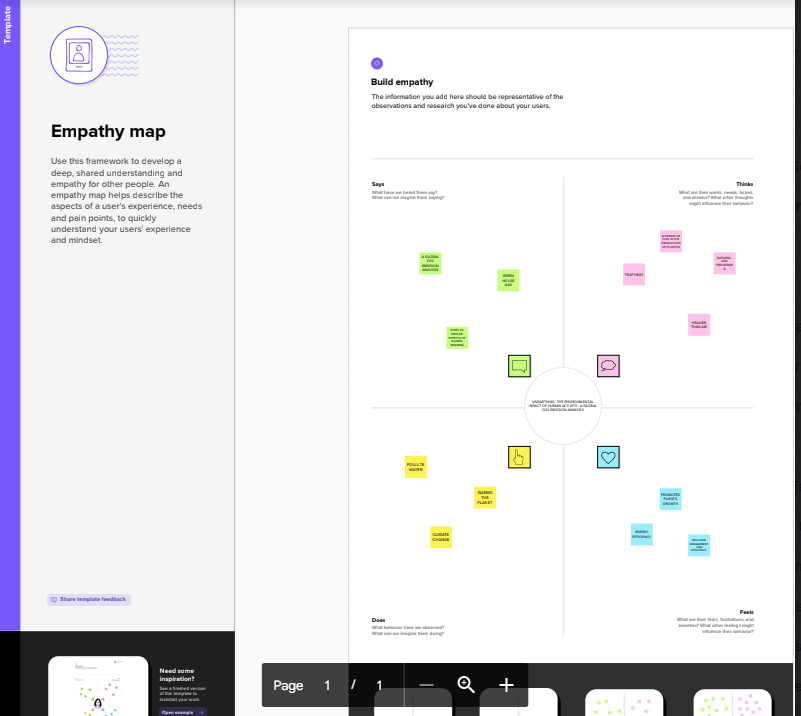 Template
Empathy map
Use this framework to develop a
deep, shared understanding and
empathy for other people. An
empathy map helps describe the
aspects of a user's experience, needs
and pain points, to quickly
understand your users' experience
and mindset.
Share template feedback
Need some
inspiration?
See a finished version
of this template to
kickstart your work.
Open example
Build empathy
The information you add here should be representative of the
observations and research you've done about your users.
Says
What have we heard them say?
What can we imagine them saying?
Thinks
What are their wants, needs, hopes,
and dreams? What other thoughts
might influence their behavior?
A GLOBAL
CO2
EMISSION
ANALYSIS
GREEN
HOUSE
GAS
STEPS TO
REDUCE
EFFECTS OF
GLOBAL
WARMING
TRAP HEAT
HEAVIER
THAN AIR
UNEARTHING THE ENVIRONMENTAL
IMPACT OF HUMAN ACTIVITY : A GLOBAL
CO2 EMISSION ANALYSIS
POLLUTE
WATER
WARMS
THE
PLANET
CLIMATE
CHANGE
PROMOTES
PLANTS
GROWTH
ENERGY
EFFICIENCY
Does
What behavior have we observed?
What can we imagine them doing?
Feels
What are their fears, frustrations, and
anxieties? What other feelings might
influence their behavior?
Page 1 / 1